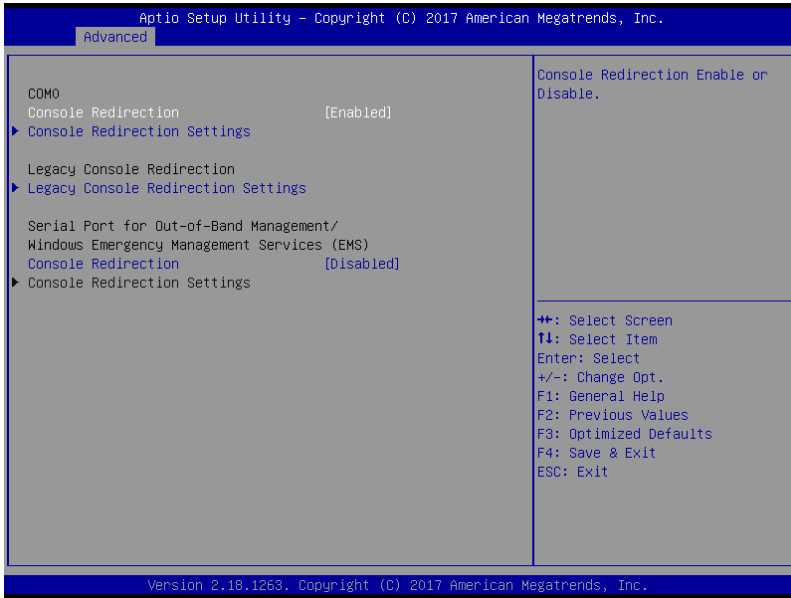 Aptio Setup Utility – Copyright (C) 2017 American Megatrends, Inc.
Advanced
COM0
Console Redirection [Enabled]
Console Redirection Settings
Legacy Console Redirection
Legacy Console Redirection Settings
Serial Port for Out-of-Band Management/
Windows Emergency Management Services (EMS)
Console Redirection [Disabled]
Console Redirection Settings
Console Redirection Enable or
Disable.
→←: Select Screen
↑↓: Select Item
Enter: Select
+/-: Change Opt.
F1: General Help
F2: Previous Values
F3: Optimized Defaults
F4: Save & Exit
ESC: Exit
Version 2.18.1263. Copyright (C) 2017 American Megatrends, Inc.